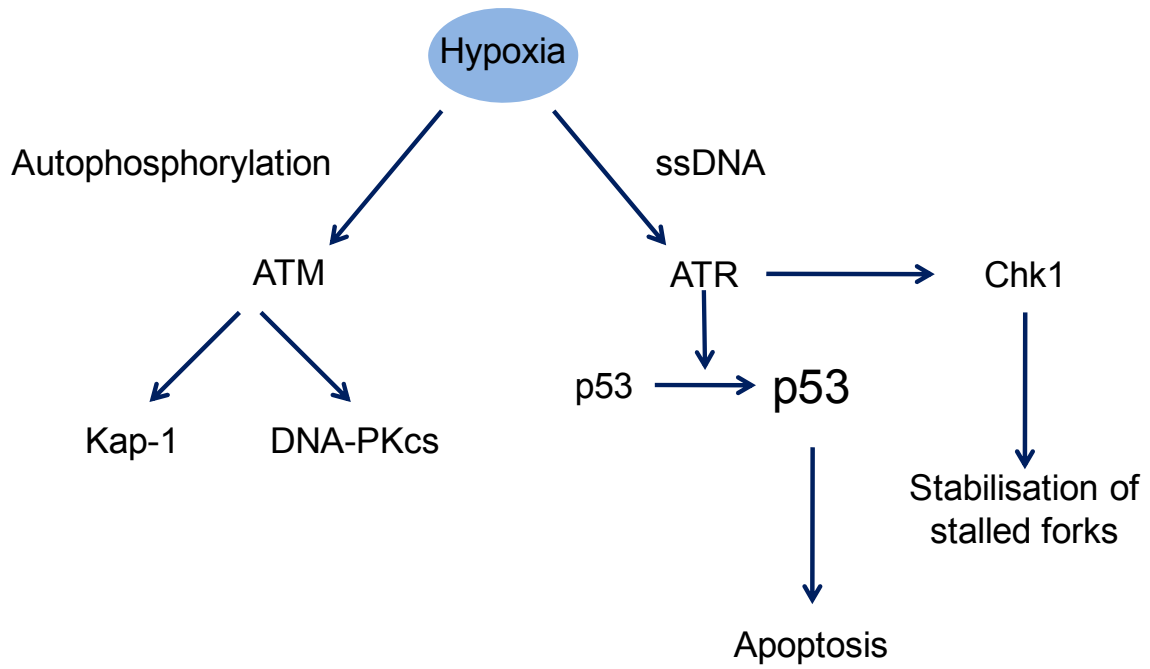 Hypoxia
Autophosphorylation
ssDNA
ATM
ATR
Chk1
p53
p53
Kap-1
DNA-PKcs
Stabilisation of
stalled forks
Apoptosis